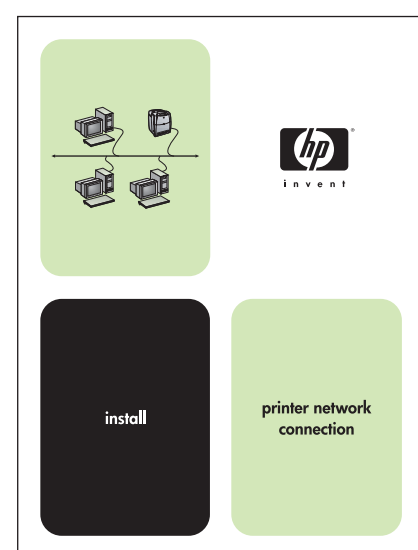 hp
®
invent
install
printer network
connection